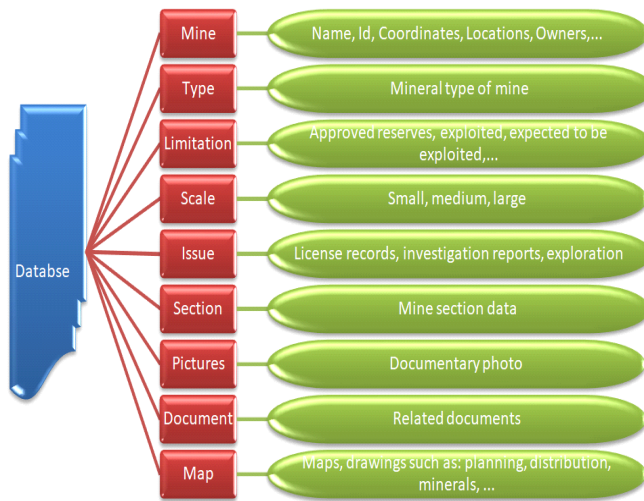 Mine
Name, Id, Coordinates, Locations, Owners,...
Type
Mineral type of mine
Limitation
Approved reserves, exploited, expected to be
exploited,...
Scale
Small, medium, large
Databse
Issue
License records, investigation reports, exploration
Section
Mine section data
Pictures
Documentary photo
Document
Related documents
Map
Maps, drawings such as: planning, distribution,
minerals, ...